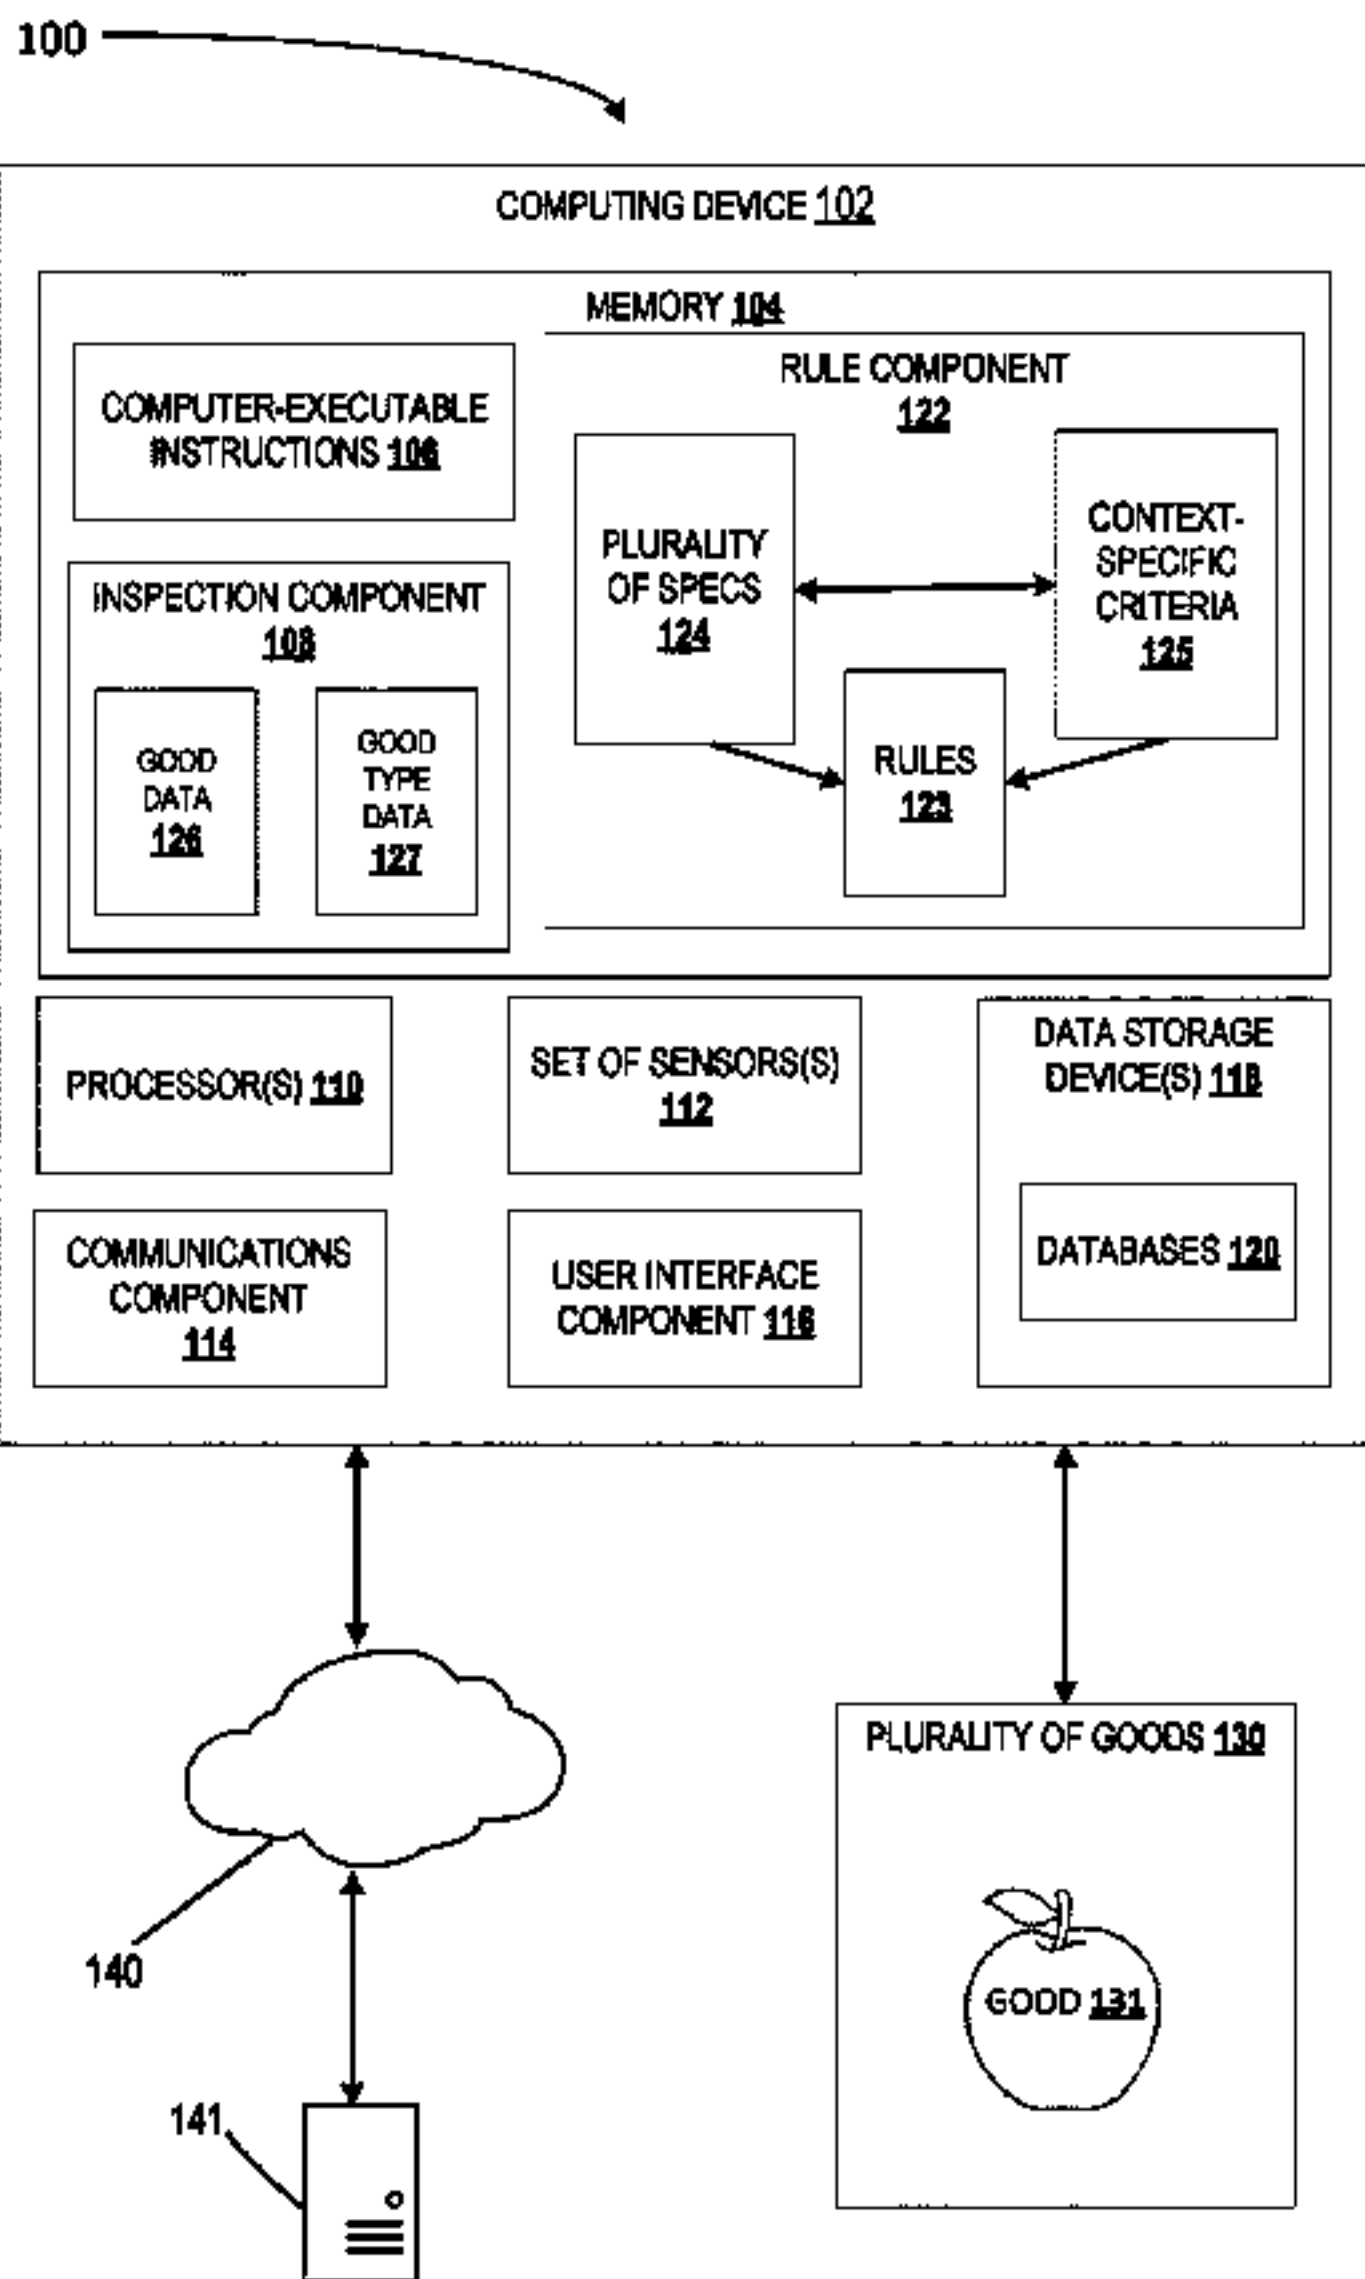 100
COMPUTING DEVICE 102
MEMORY 104
COMPUTER-EXECUTABLE
INSTRUCTIONS 106
INSPECTION COMPONENT
108
GOOD
DATA
126
GOOD
TYPE
DATA
127
RULE COMPONENT
122
PLURALITY
OF SPECS
124
CONTEXT-
SPECIFIC
CRITERIA
125
RULES
123
PROCESSOR(S) 110
SET OF SENSORS(S)
112
DATA STORAGE
DEVICE(S) 118
DATABASES 120
COMMUNICATIONS
COMPONENT
114
USER INTERFACE
COMPONENT 116
PLURALITY OF GOODS 130
GOOD 131
140
141